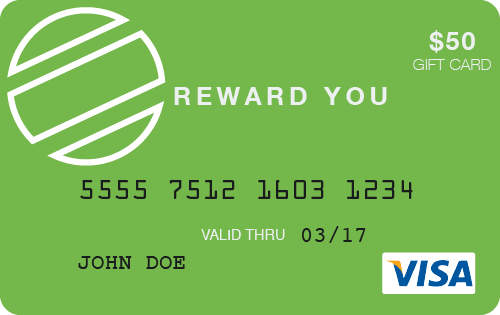 $50
GIFT CARD
REWARD YOU
5555 7512 1603 1234
VALID THRU 03/17
JOHN DOE
VISA